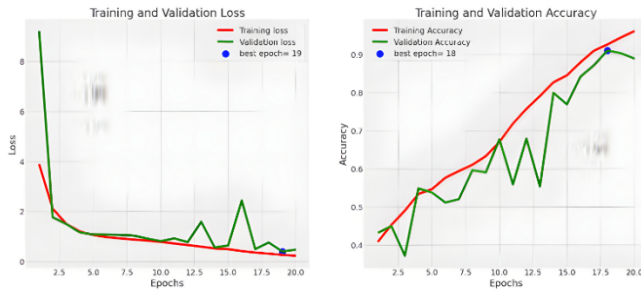 Training and Validation Loss
Training loss
Validation loss
best epoch= 19
8
6
4
2
0
Loss
2.5 5.0 7.5 10.0 12.5 15.0 17.5 20.0
Epochs
Training and Validation Accuracy
Training Accuracy
Validation Accuracy
best epoch= 18
0.9
0.8
0.7
0.6
0.5
0.4
Accuracy
2.5 5.0 7.5 10.0 12.5 15.0 17.5 20.0
Epochs